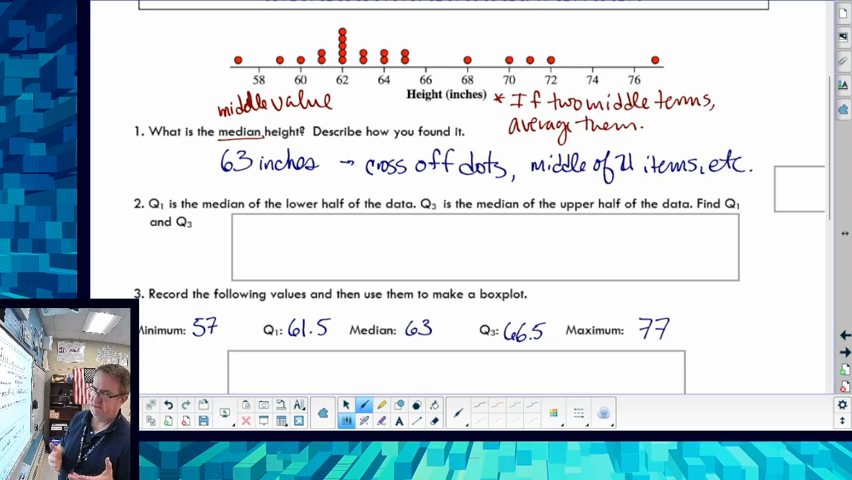 58 60 62 64 66 68 70 72 74 76
Height (inches)
middle value
* If two middle terms,
average them.
1. What is the median height? Describe how you found it.
63 inches → cross off dots, middle of 21 items, etc.
2. Q1 is the median of the lower half of the data. Q3 is the median of the upper half of the data. Find Q1
and Q3
3. Record the following values and then use them to make a boxplot.
Minimum: 57 Q1: 61.5 Median: 63 Q3: 66.5 Maximum: 77